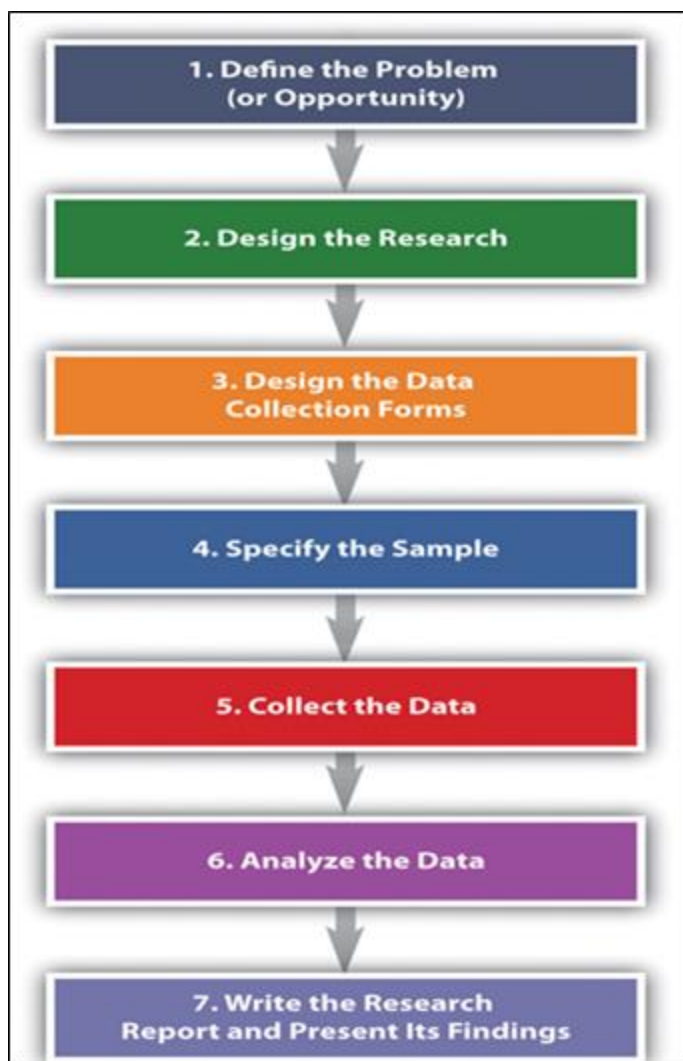 1. Define the Problem
(or Opportunity)
2. Design the Research
3. Design the Data
Collection Forms
4. Specify the Sample
5. Collect the Data
6. Analyze the Data
7. Write the Research
Report and Present Its Findings